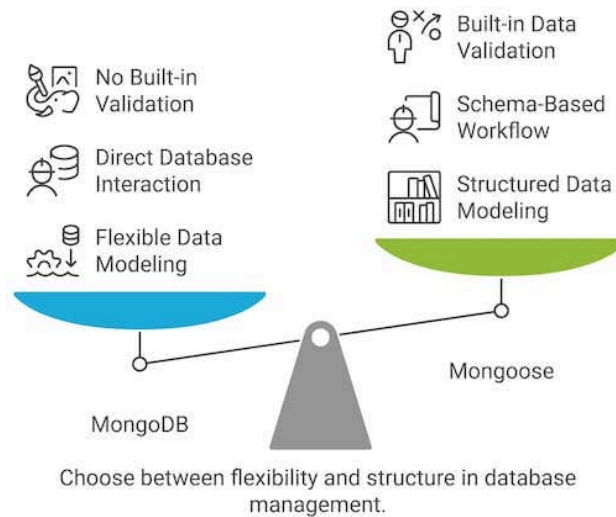 No Built-in
Validation
Direct Database
Interaction
Flexible Data
Modeling
MongoDB
Built-in Data
Validation
Schema-Based
Workflow
Structured Data
Modeling
Mongoose
Choose between flexibility and structure in database
management.